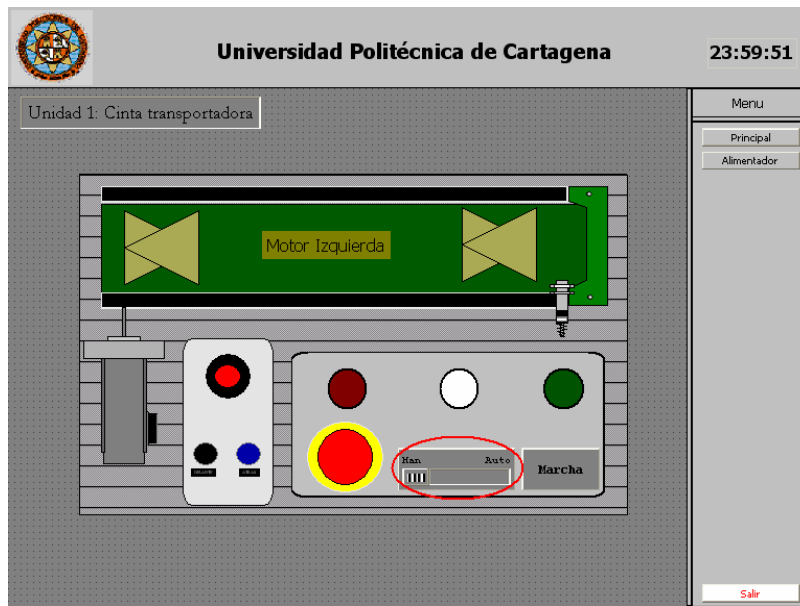 Universidad Politécnica de Cartagena
23:59:51
Unidad 1: Cinta transportadora
Menu
Principal
Alimentador
Motor Izquierda
Man Auto
Marcha
Salir